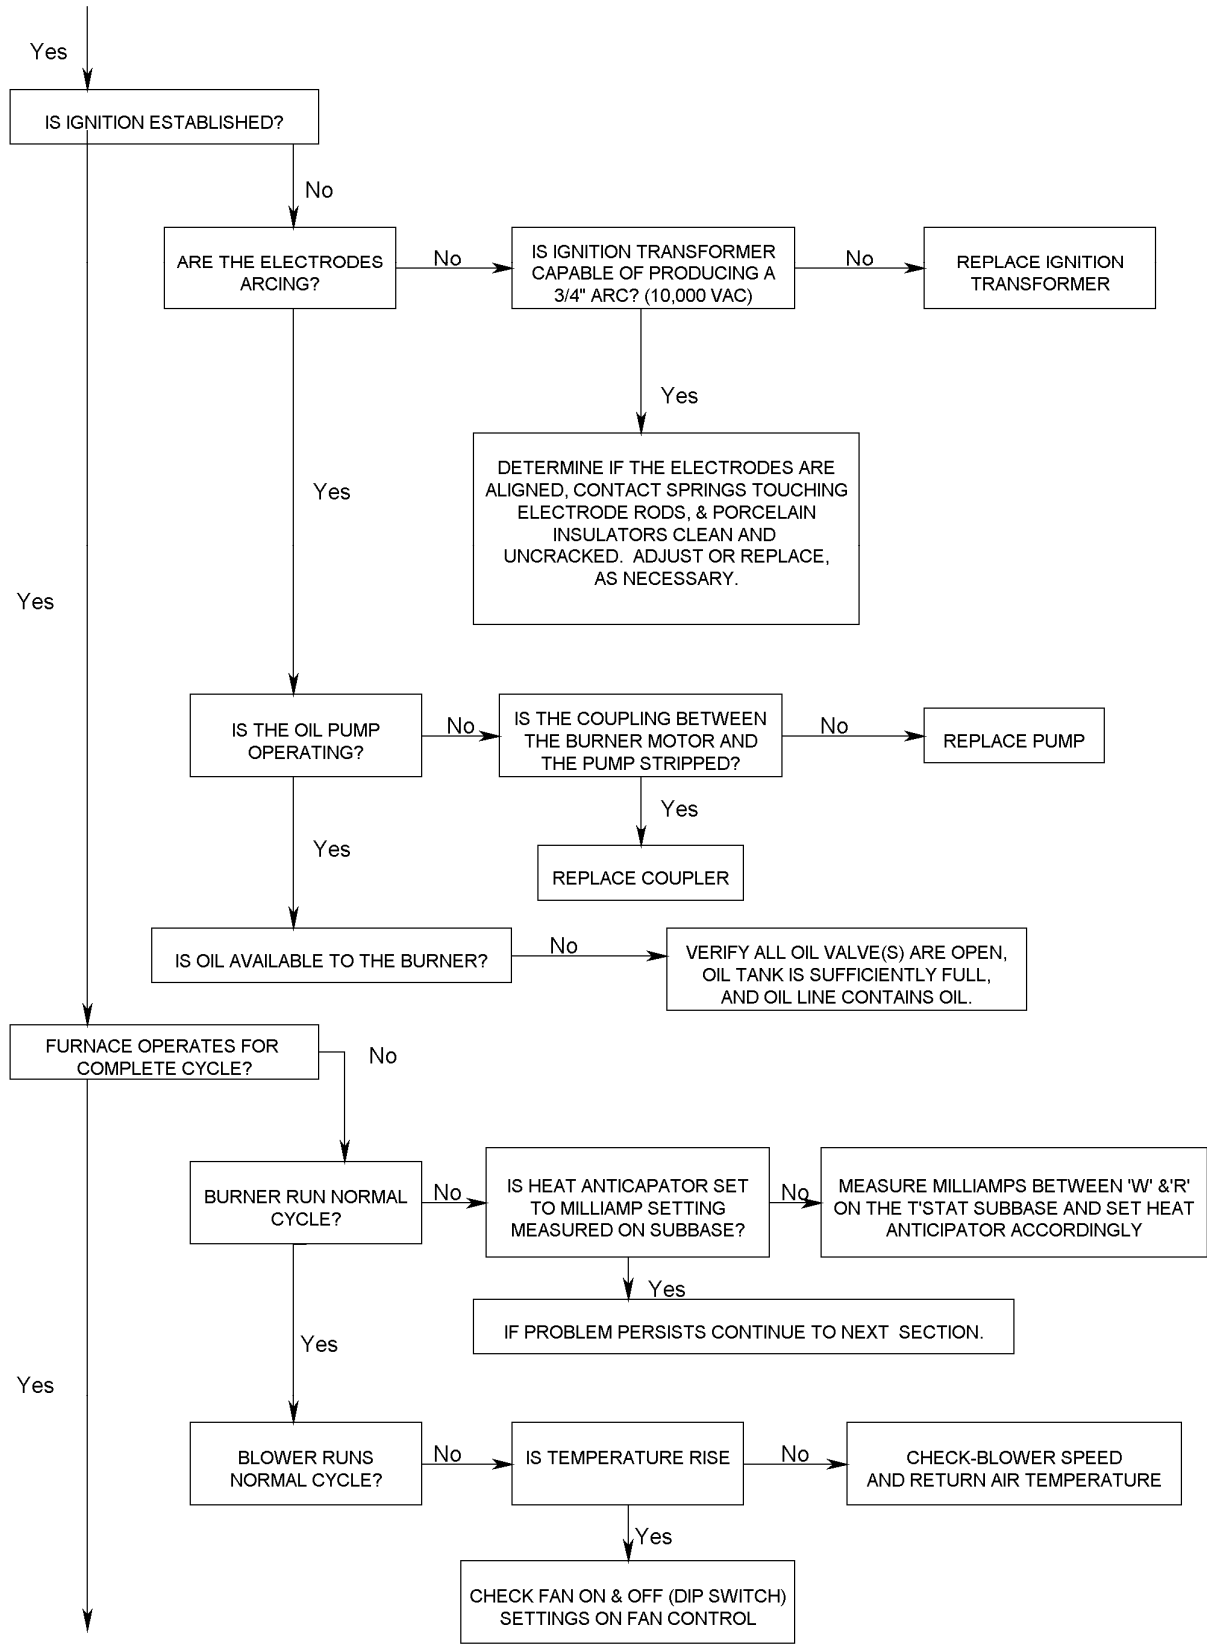 Yes
IS IGNITION ESTABLISHED?
No
ARE THE ELECTRODES
ARCING?
No
IS IGNITION TRANSFORMER
CAPABLE OF PRODUCING A
3/4" ARC? (10,000 VAC)
No
REPLACE IGNITION
TRANSFORMER
Yes
DETERMINE IF THE ELECTRODES ARE
ALIGNED, CONTACT SPRINGS TOUCHING
ELECTRODE RODS, & PORCELAIN
INSULATORS CLEAN AND
UNCRACKED. ADJUST OR REPLACE,
AS NECESSARY.
Yes
Yes
IS THE OIL PUMP
OPERATING?
No
IS THE COUPLING BETWEEN
THE BURNER MOTOR AND
THE PUMP STRIPPED?
No
REPLACE PUMP
Yes
REPLACE COUPLER
Yes
IS OIL AVAILABLE TO THE BURNER?
No
VERIFY ALL OIL VALVE(S) ARE OPEN,
OIL TANK IS SUFFICIENTLY FULL,
AND OIL LINE CONTAINS OIL.
FURNACE OPERATES FOR
COMPLETE CYCLE?
No
BURNER RUN NORMAL
CYCLE?
No
IS HEAT ANTICAPATOR SET
TO MILLIAMP SETTING
MEASURED ON SUBBASE?
No
MEASURE MILLIAMPS BETWEEN 'W' &'R'
ON THE T'STAT SUBBASE AND SET HEAT
ANTICIPATOR ACCORDINGLY
Yes
IF PROBLEM PERSISTS CONTINUE TO NEXT SECTION.
Yes
Yes
BLOWER RUNS
NORMAL CYCLE?
No
IS TEMPERATURE RISE
No
CHECK-BLOWER SPEED
AND RETURN AIR TEMPERATURE
Yes
CHECK FAN ON & OFF (DIP SWITCH)
SETTINGS ON FAN CONTROL